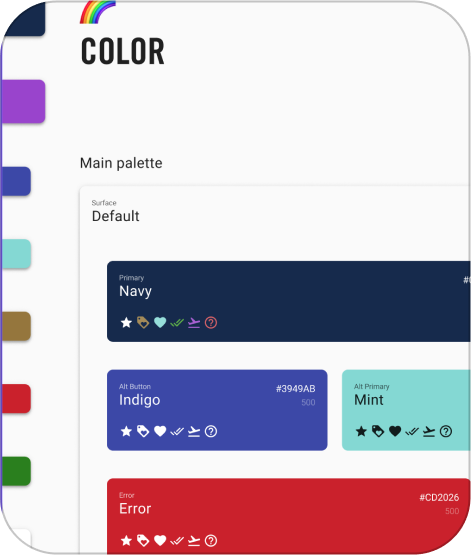 COLOR
Main palette
Surface
Default
Primary
Navy
Alt Button
Indigo
#3949AB
500
Alt Primary
Mint
Error
Error
#CD2026
500